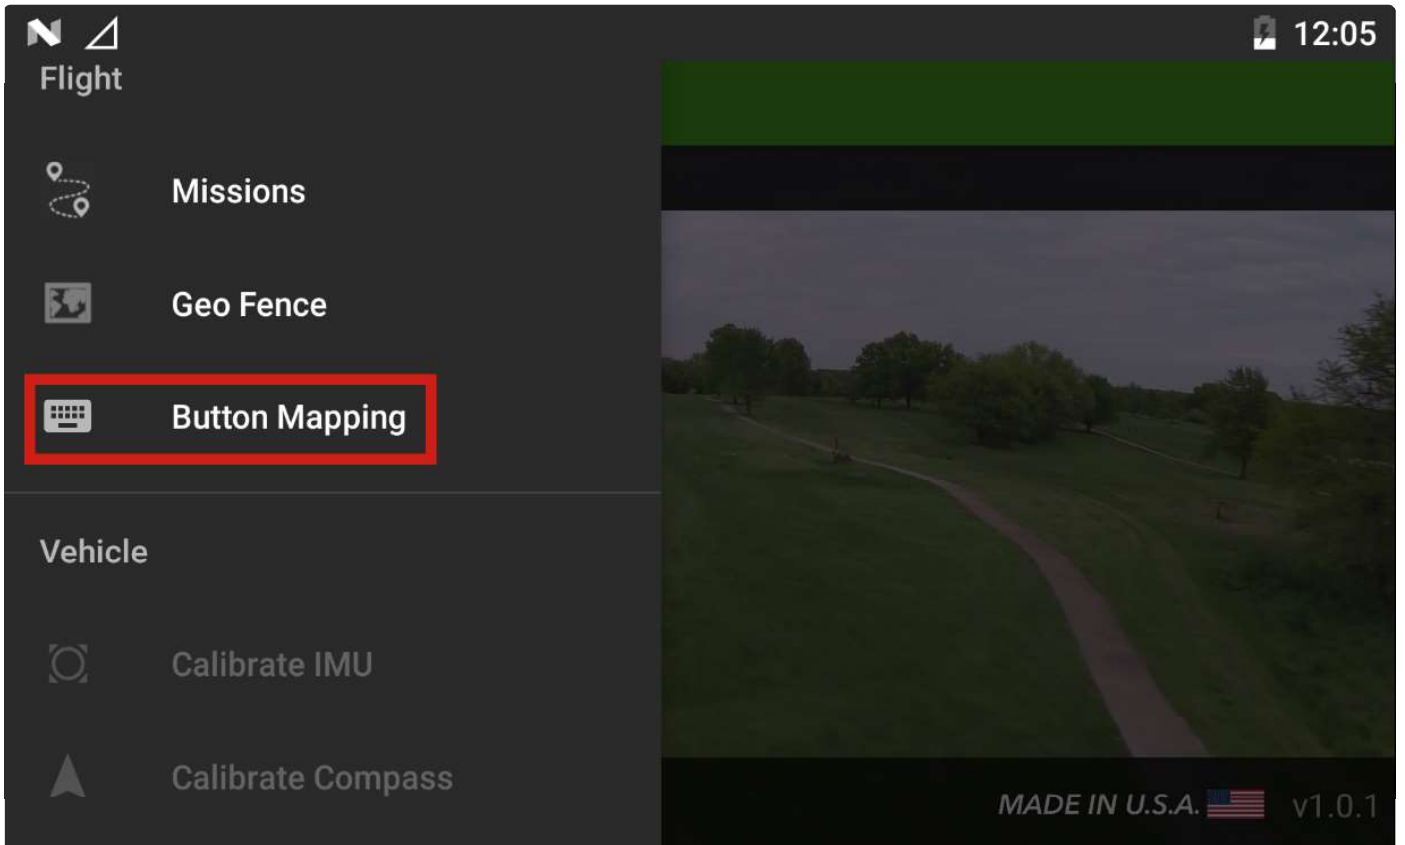 12:05
Flight
Missions
Geo Fence
Button Mapping
Vehicle
Calibrate IMU
Calibrate Compass
MADE IN U.S.A. v1.0.1